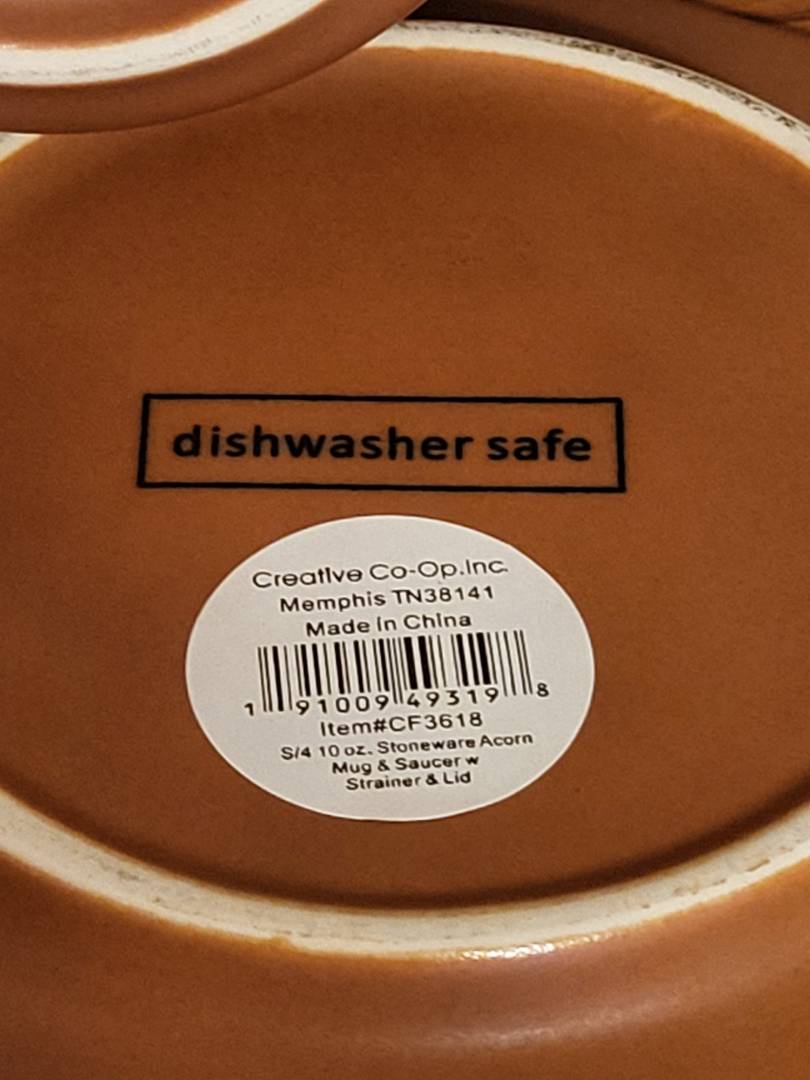 dishwasher safe
Creative Co-Op.Inc.
Memphis TN38141
Made in China
1 91009 49319 8
Item#CF3618
S/4 10 oz. Stoneware Acorn
Mug & Saucer w
Strainer & Lid